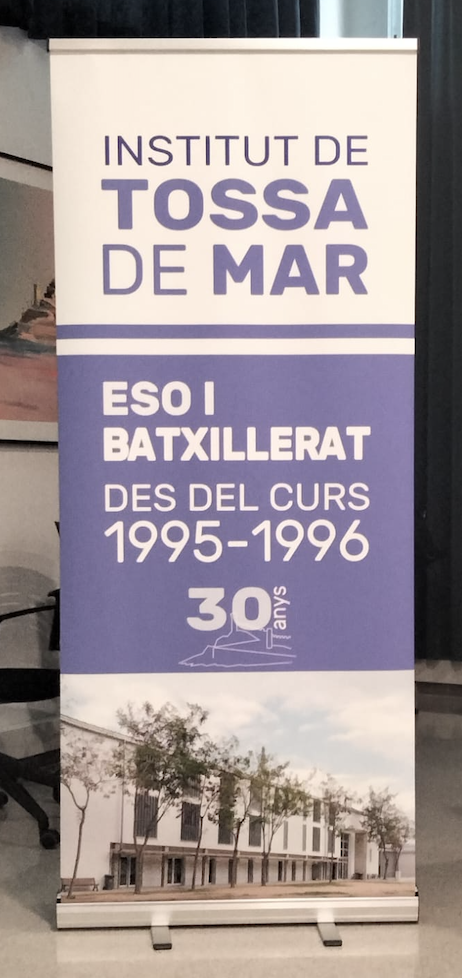 INSTITUT DE
TOSSA
DE MAR
ESO I
BATXILLERAT
DES DEL CURS
1995-1996
30 anys